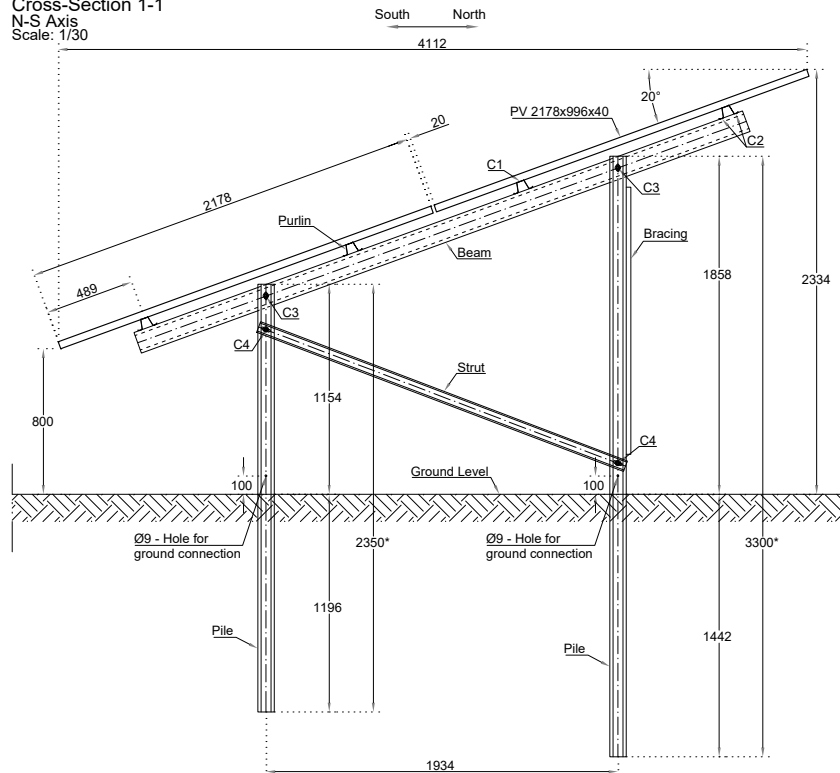 Cross-Section 1-1
N-S Axis
Scale: 1/30
South North
4112
20°
PV 2178x996x40
20
C2
C1
C3
2178
Purlin
Bracing
Beam
1858
2334
489
C3
C4
Strut
1154
800
C4
Ground Level
100
100
Ø9 - Hole for
ground connection
2350*
Ø9 - Hole for
ground connection
3300*
1196
Pile
1442
Pile
1934